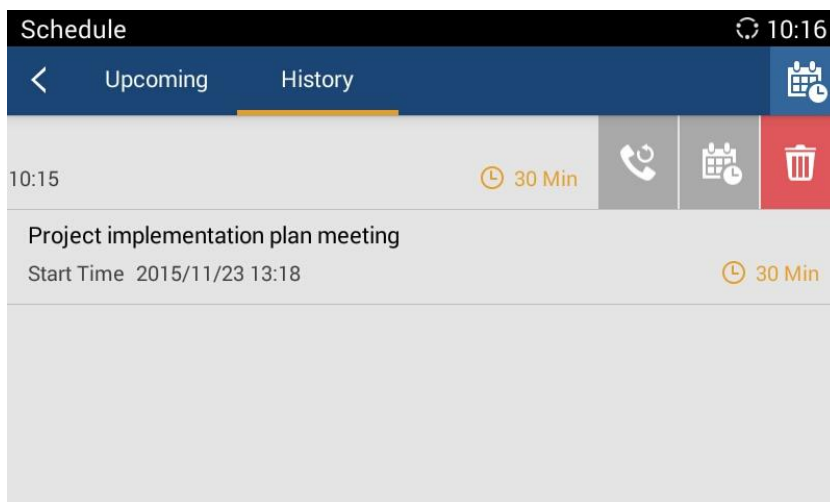 Schedule 10:16
Upcoming History
10:15 30 Min
Project implementation plan meeting
Start Time 2015/11/23 13:18 30 Min